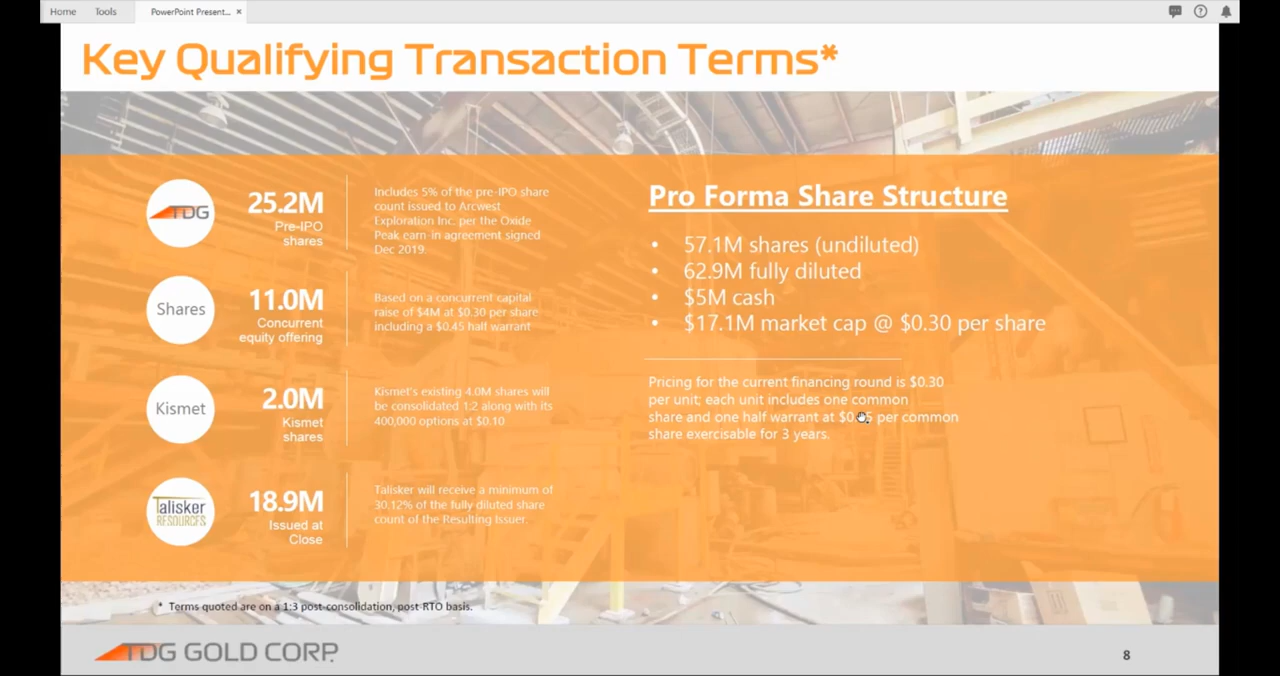 Home Tools PowerPoint Present... ×
Key Qualifying Transaction Terms*
TDG
25.2M
Pre-IPO
shares
Includes 5% of the pre-IPO share
count issued to Arcwest
Exploration Inc. per the Oxide
Peak earn-in agreement signed
Dec 2019.
Shares
11.0M
Concurrent
equity offering
Based on a concurrent capital
raise of $4M at $0.30 per share
including a $0.45 half warrant
Kismet
2.0M
Kismet
shares
Kismet's existing 4.0M shares will
be consolidated 1:2 along with its
400,000 options at $0.10
Talisker
RESOURCES
18.9M
Issued at
Close
Talisker will receive a minimum of
30.12% of the fully diluted share
count of the Resulting Issuer.
Pro Forma Share Structure
• 57.1M shares (undiluted)
• 62.9M fully diluted
• $5M cash
• $17.1M market cap @ $0.30 per share
Pricing for the current financing round is $0.30
per unit; each unit includes one common
share and one half warrant at per common
share exercisable for 3 years.
* Terms quoted are on a 1:3 post-consolidation, post-RTO basis.
TDG GOLD CORP.
8